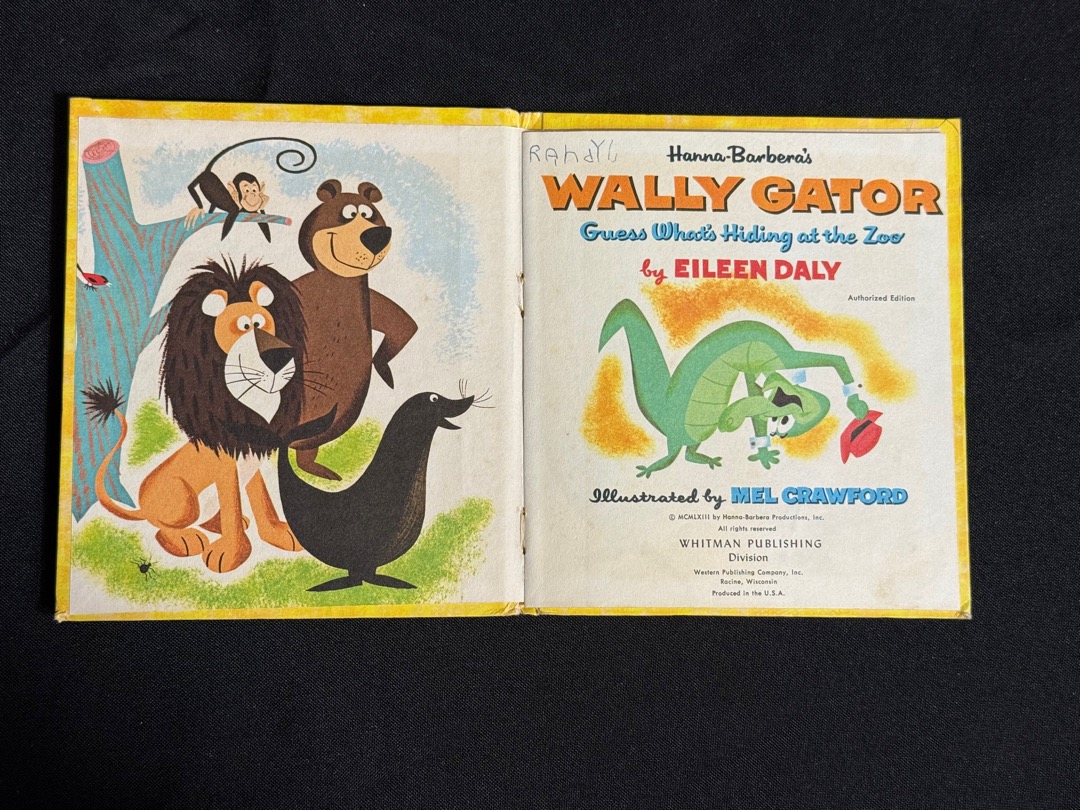 RAndYL
Hanna-Barbera's
WALLY GATOR
Guess What's Hiding at the Zoo
by EILEEN DALY
Authorized Edition
Illustrated by MEL CRAWFORD
© MCMLXIII by Hanna-Barbera Productions, Inc.
All rights reserved
WHITMAN PUBLISHING
Division
Western Publishing Company, Inc.
Racine, Wisconsin
Produced in the U.S.A.